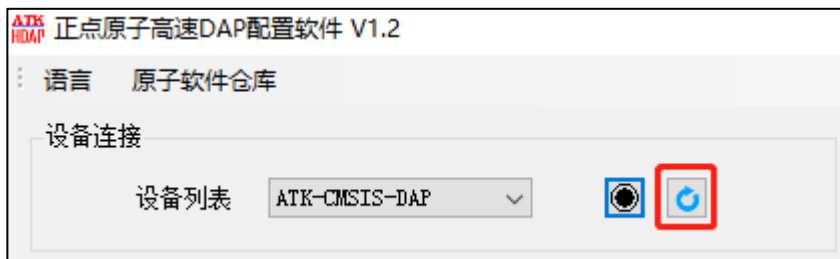 ATK
HDAP 正点原子高速DAP配置软件 V1.2
语言 原子软件仓库
设备连接
设备列表 ATK-CMSIS-DAP